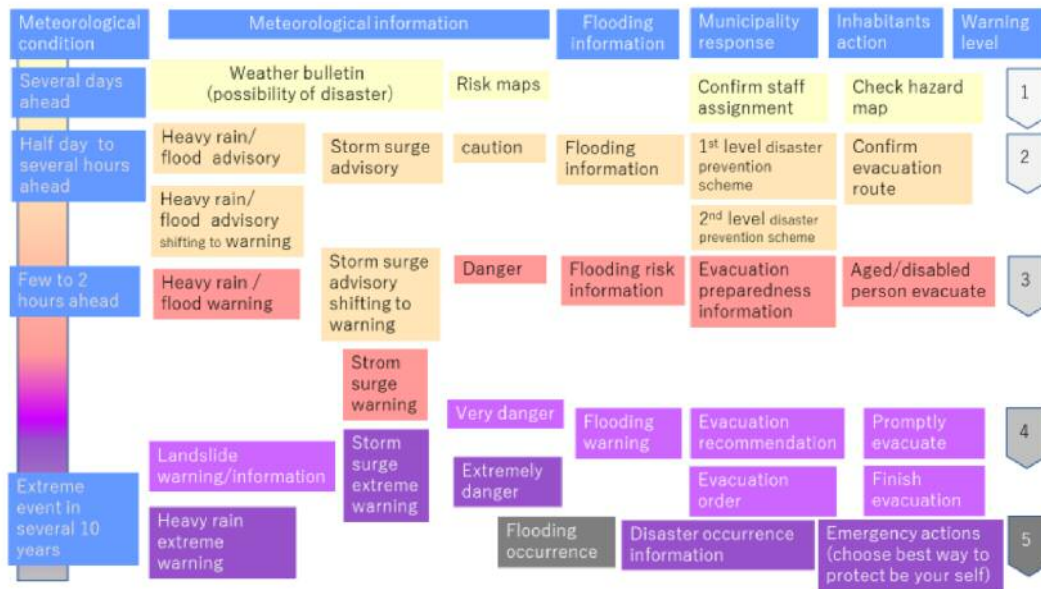 Meteorological
condition
Meteorological information
Flooding
information
Municipality
response
Inhabitants
action
Warning
level
Several days
ahead
Weather bulletin
(possibility of disaster)
Risk maps
Confirm staff
assignment
Check hazard
map
1
Half day to
several hours
ahead
Heavy rain/
flood advisory
Storm surge
advisory
caution
Flooding
information
1st level disaster
prevention
scheme
Confirm
evacuation
route
2
Heavy rain/
flood advisory
shifting to warning
2nd level disaster
prevention scheme
Few to 2
hours ahead
Heavy rain /
flood warning
Storm surge
advisory
shifting to
warning
Danger
Flooding risk
information
Evacuation
preparedness
information
Aged/disabled
person evacuate
3
Strom
surge
warning
Very danger
Flooding
warning
Evacuation
recommendation
Promptly
evacuate
4
Landslide
warning/information
Storm
surge
extreme
warning
Extremely
danger
Evacuation
order
Finish
evacuation
Extreme
event in
several 10
years
Heavy rain
extreme
warning
Flooding
occurrence
Disaster occurrence
information
Emergency actions
(choose best way to
protect be your self)
5